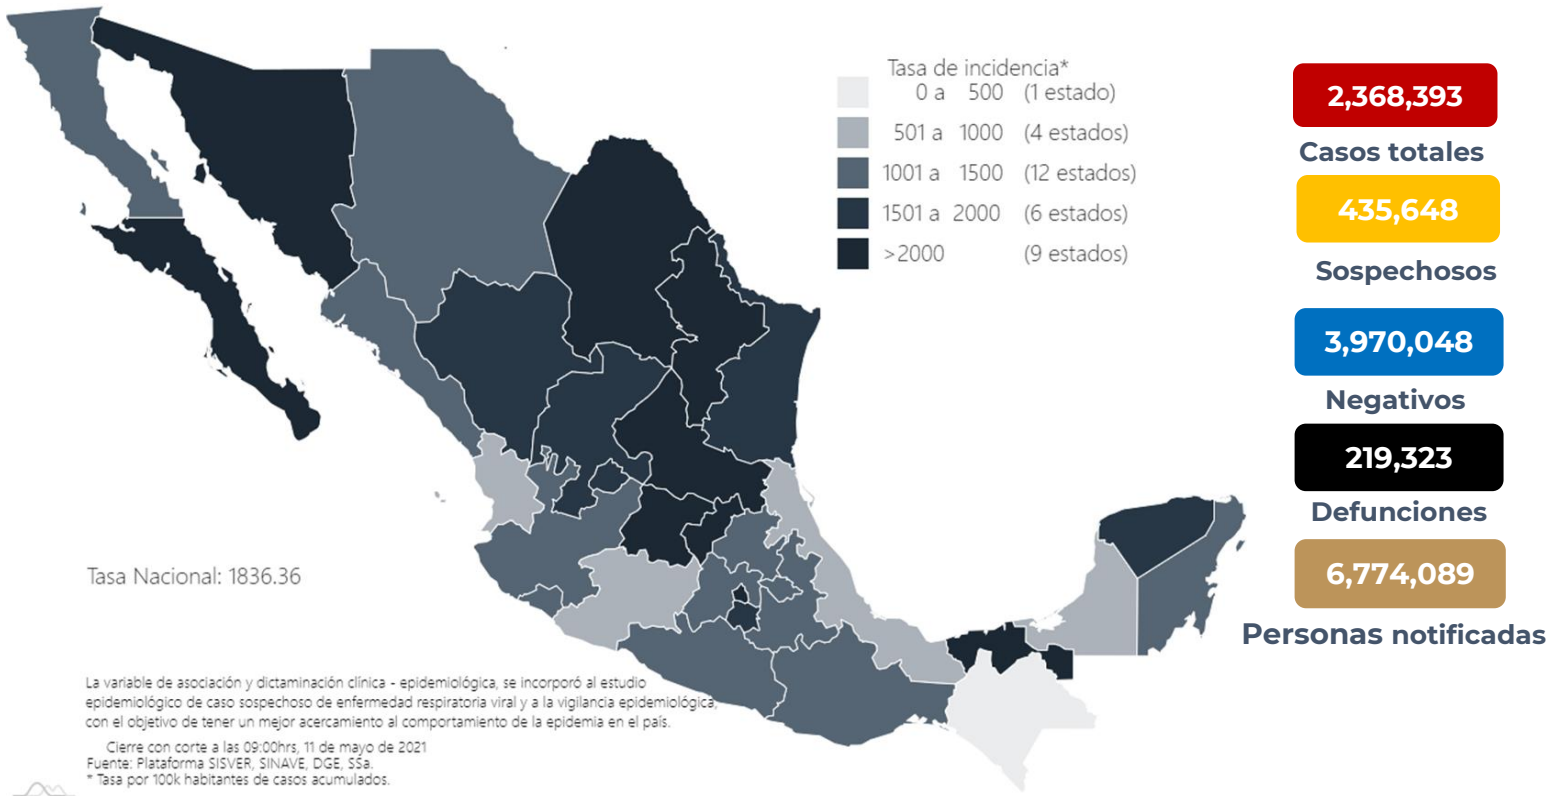 Tasa de incidencia*
0 a 500 (1 estado)
501 a 1000 (4 estados)
1001 a 1500 (12 estados)
1501 a 2000 (6 estados)
>2000 (9 estados)
2,368,393
Casos totales
435,648
Sospechosos
3,970,048
Negativos
219,323
Defunciones
6,774,089
Personas notificadas
Tasa Nacional: 1836.36
La variable de asociación y dictaminación clínica - epidemiológica, se incorporó al estudio
epidemiológico de caso sospechoso de enfermedad respiratoria viral y a la vigilancia epidemiológica,
con el objetivo de tener un mejor acercamiento al comportamiento de la epidemia en el país.
Cierre con corte a las 09:00hrs, 11 de mayo de 2021
Fuente: Plataforma SISVER, SINAVE, DGE, SSa.
* Tasa por 100k habitantes de casos acumulados.